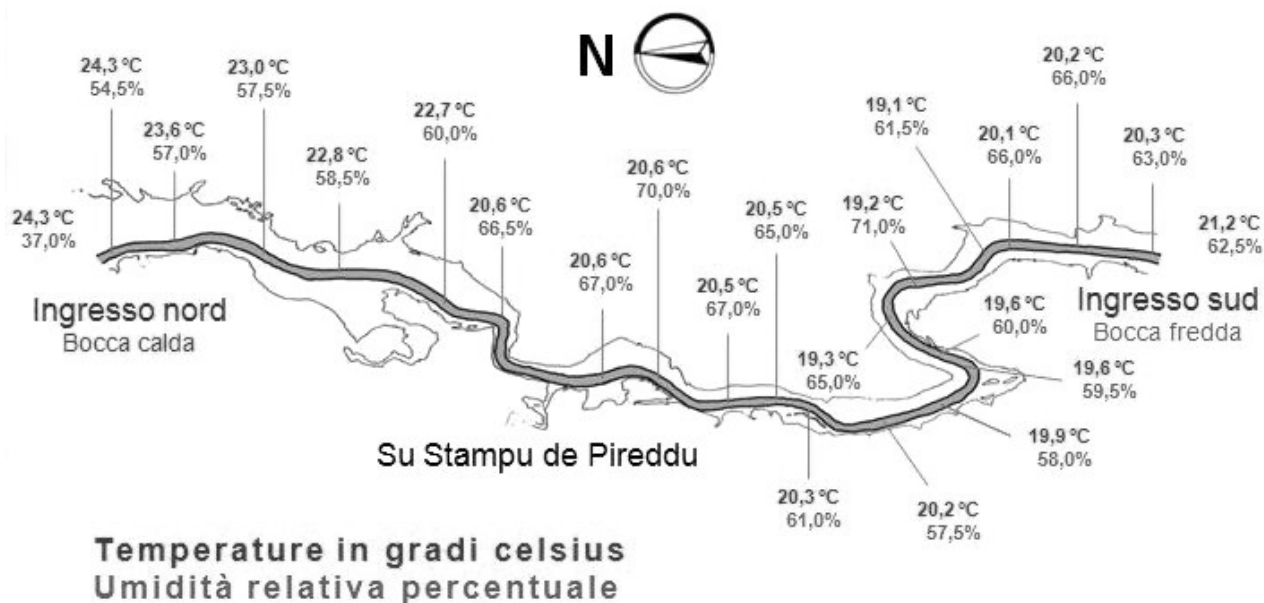 N
24,3 °C
54,5%
23,0 °C
57,5%
20,2 °C
66,0%
23,6 °C
57,0%
22,7 °C
60,0%
19,1 °C
61,5%
20,1 °C
66,0%
20,3 °C
63,0%
22,8 °C
58,5%
20,6 °C
70,0%
24,3 °C
37,0%
20,6 °C
66,5%
20,5 °C
65,0%
19,2 °C
71,0%
21,2 °C
62,5%
20,6 °C
67,0%
20,5 °C
67,0%
Ingresso nord
Bocca calda
19,6 °C
60,0%
Ingresso sud
Bocca fredda
19,3 °C
65,0%
19,6 °C
59,5%
Su Stampu de Pireddu
19,9 °C
58,0%
20,3 °C
61,0%
20,2 °C
57,5%
Temperature in gradi celsius
Umidità relativa percentuale